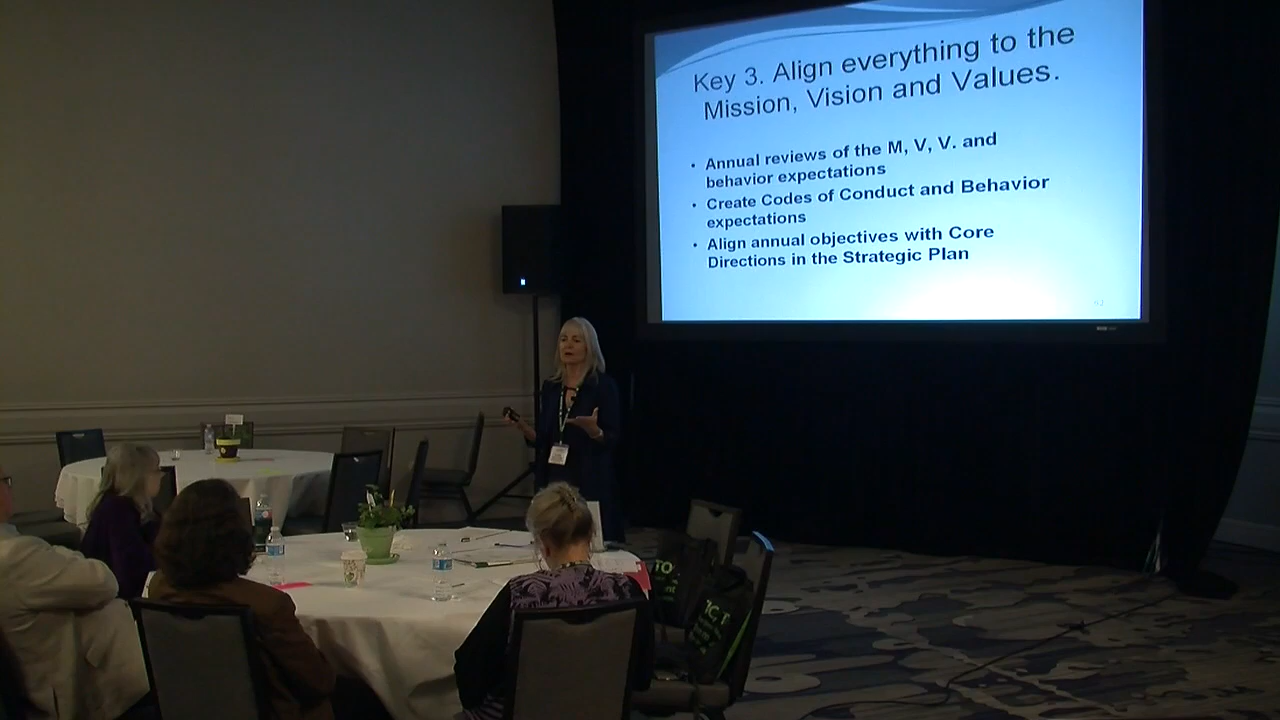 Key 3. Align everything to the
Mission, Vision and Values.
• Annual reviews of the M, V, V. and
behavior expectations
• Create Codes of Conduct and Behavior
expectations
• Align annual objectives with Core
Directions in the Strategic Plan